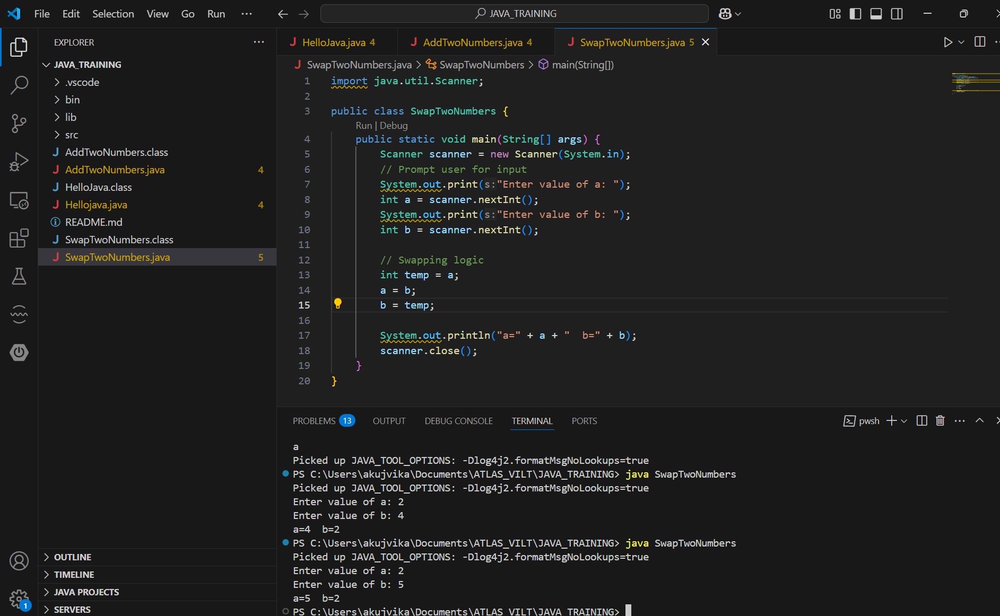 File Edit Selection View Go Run ···
JAVA_TRAINING
EXPLORER
JAVA_TRAINING
.vscode
bin
lib
src
AddTwoNumbers.class
AddTwoNumbers.java 4
HelloJava.class
Hellojava.java 4
README.md
SwapTwoNumbers.class
SwapTwoNumbers.java 5
OUTLINE
TIMELINE
JAVA PROJECTS
SERVERS
1
HelloJava.java 4 AddTwoNumbers.java 4 SwapTwoNumbers.java 5
SwapTwoNumbers.java > SwapTwoNumbers > main(String[])
1 import java.util.Scanner;
2
3 public class SwapTwoNumbers {
Run | Debug
4 public static void main(String[] args) {
5 Scanner scanner = new Scanner(System.in);
6 // Prompt user for input
7 System.out.print(s:"Enter value of a: ");
8 int a = scanner.nextInt();
9 System.out.print(s:"Enter value of b: ");
10 int b = scanner.nextInt();
11
12 // Swapping logic
13 int temp = a;
14 a = b;
15 b = temp;
16
17 System.out.println("a=" + a + "  b=" + b);
18 scanner.close();
19 }
20 }
PROBLEMS 13 OUTPUT DEBUG CONSOLE TERMINAL PORTS pwsh
a
Picked up JAVA_TOOL_OPTIONS: -Dlog4j2.formatMsgNoLookups=true
PS C:\Users\akujvika\Documents\ATLAS_VILT\JAVA_TRAINING> java SwapTwoNumbers
Picked up JAVA_TOOL_OPTIONS: -Dlog4j2.formatMsgNoLookups=true
Enter value of a: 2
Enter value of b: 4
a=4  b=2
PS C:\Users\akujvika\Documents\ATLAS_VILT\JAVA_TRAINING> java SwapTwoNumbers
Picked up JAVA_TOOL_OPTIONS: -Dlog4j2.formatMsgNoLookups=true
Enter value of a: 2
Enter value of b: 5
a=5  b=2
PS C:\Users\akujvika\Documents\ATLAS_VILT\JAVA_TRAINING>